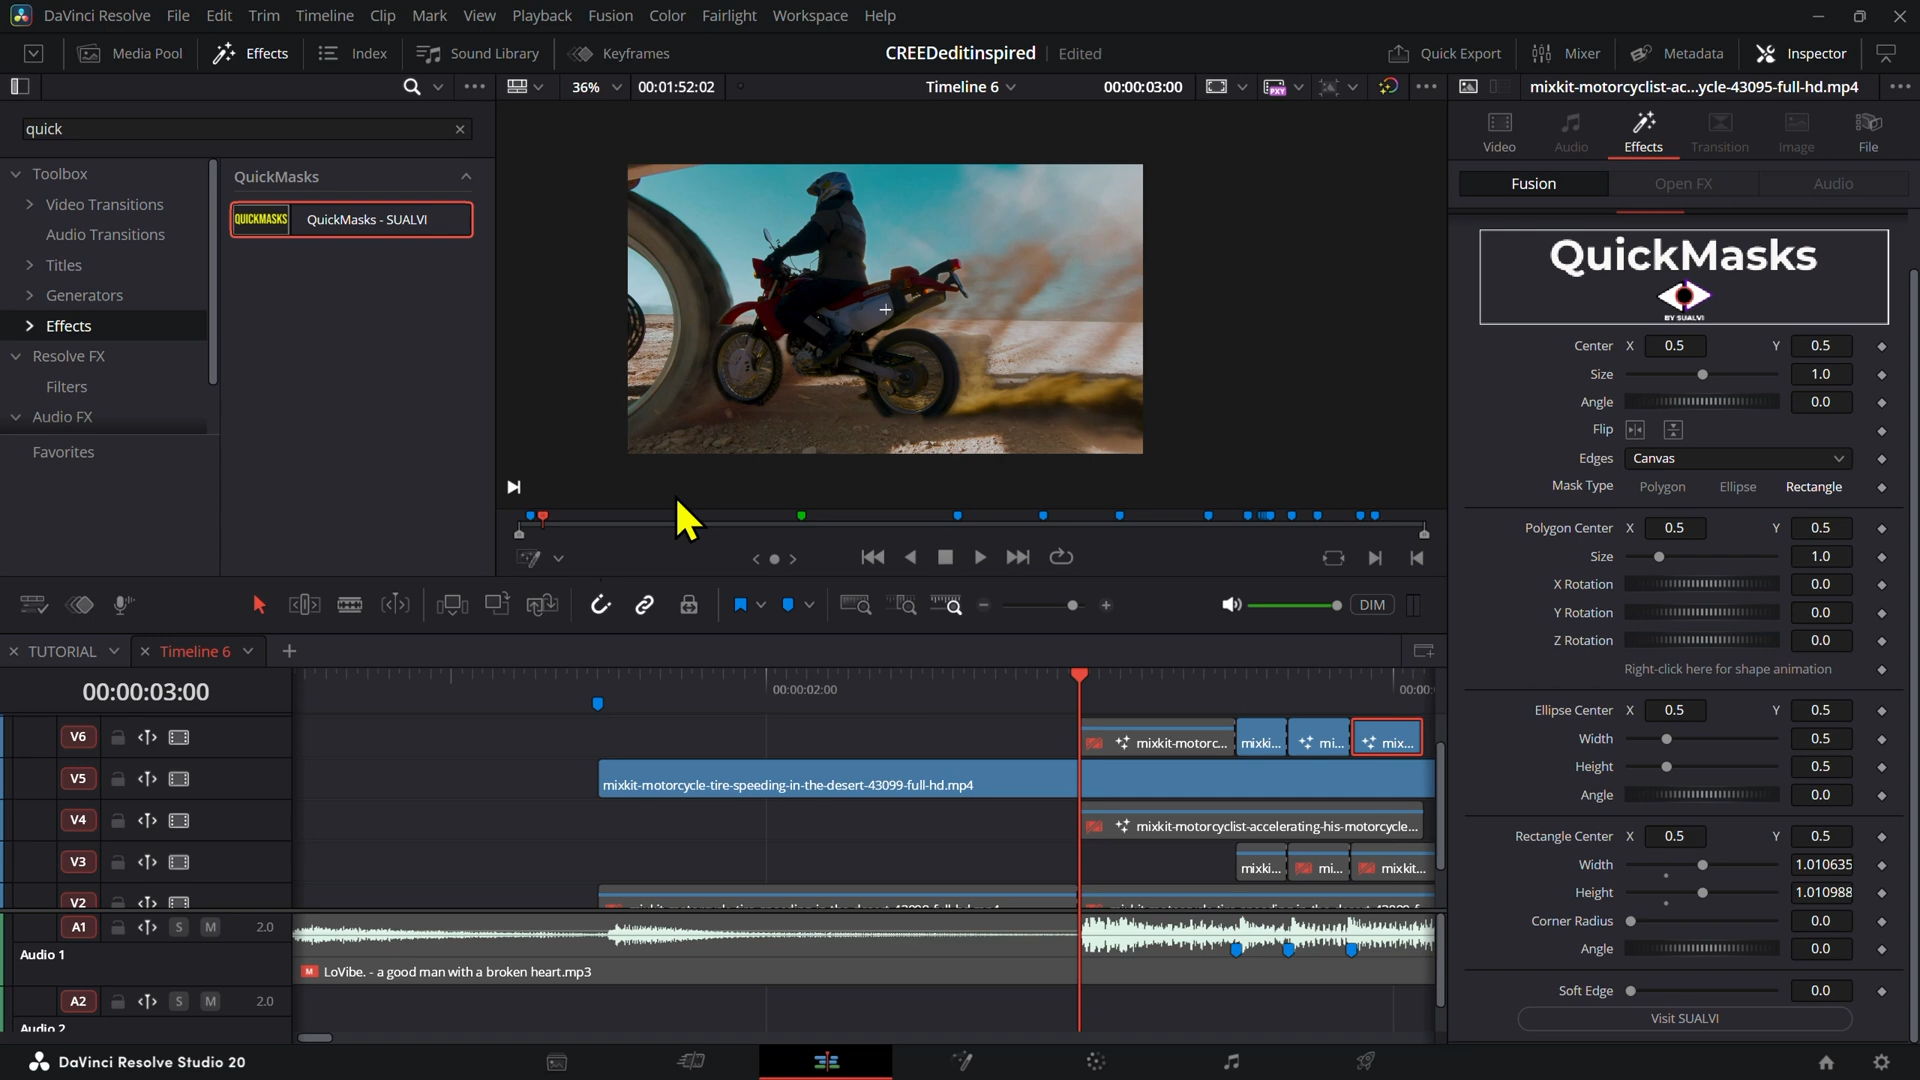 DaVinci Resolve File Edit Trim Timeline Clip Mark View Playback Fusion Color Fairlight Workspace Help
Media Pool Effects Index Sound Library Keyframes CREEDeditinspired Edited Quick Export Mixer Metadata Inspector
36% 00:01:52:02 Timeline 6 00:00:03:00 PXY mixkit-motorcyclist-ac...ycle-43095-full-hd.mp4
quick
Video Audio Effects Transition Image File
Fusion Open FX Audio
Toolbox
Video Transitions
Audio Transitions
Titles
Generators
Effects
Resolve FX
Filters
Audio FX
Favorites
QuickMasks
QUICKMASKS QuickMasks - SUALVI
QuickMasks
BY SUALVI
Center X 0.5 Y 0.5
Size 1.0
Angle 0.0
Flip
Edges Canvas
Mask Type Polygon Ellipse Rectangle
Polygon Center X 0.5 Y 0.5
Size 1.0
X Rotation 0.0
Y Rotation 0.0
Z Rotation 0.0
Right-click here for shape animation
Ellipse Center X 0.5 Y 0.5
Width 0.5
Height 0.5
Angle 0.0
Rectangle Center X 0.5 Y 0.5
Width 1.010635
Height 1.010988
Corner Radius 0.0
Angle 0.0
Soft Edge 0.0
Visit SUALVI
DIM
TUTORIAL Timeline 6
00:00:03:00 00:00:02:00 00:00:
V6 mixkit-motorc... mixki... mi... mix...
V5 mixkit-motorcycle-tire-speeding-in-the-desert-43099-full-hd.mp4
V4 mixkit-motorcyclist-accelerating-his-motorcycle...
V3 mixki... mi... mixkit...
V2
A1 S M 2.0
Audio 1
M LoVibe. - a good man with a broken heart.mp3
A2 S M 2.0
Audio 2
DaVinci Resolve Studio 20